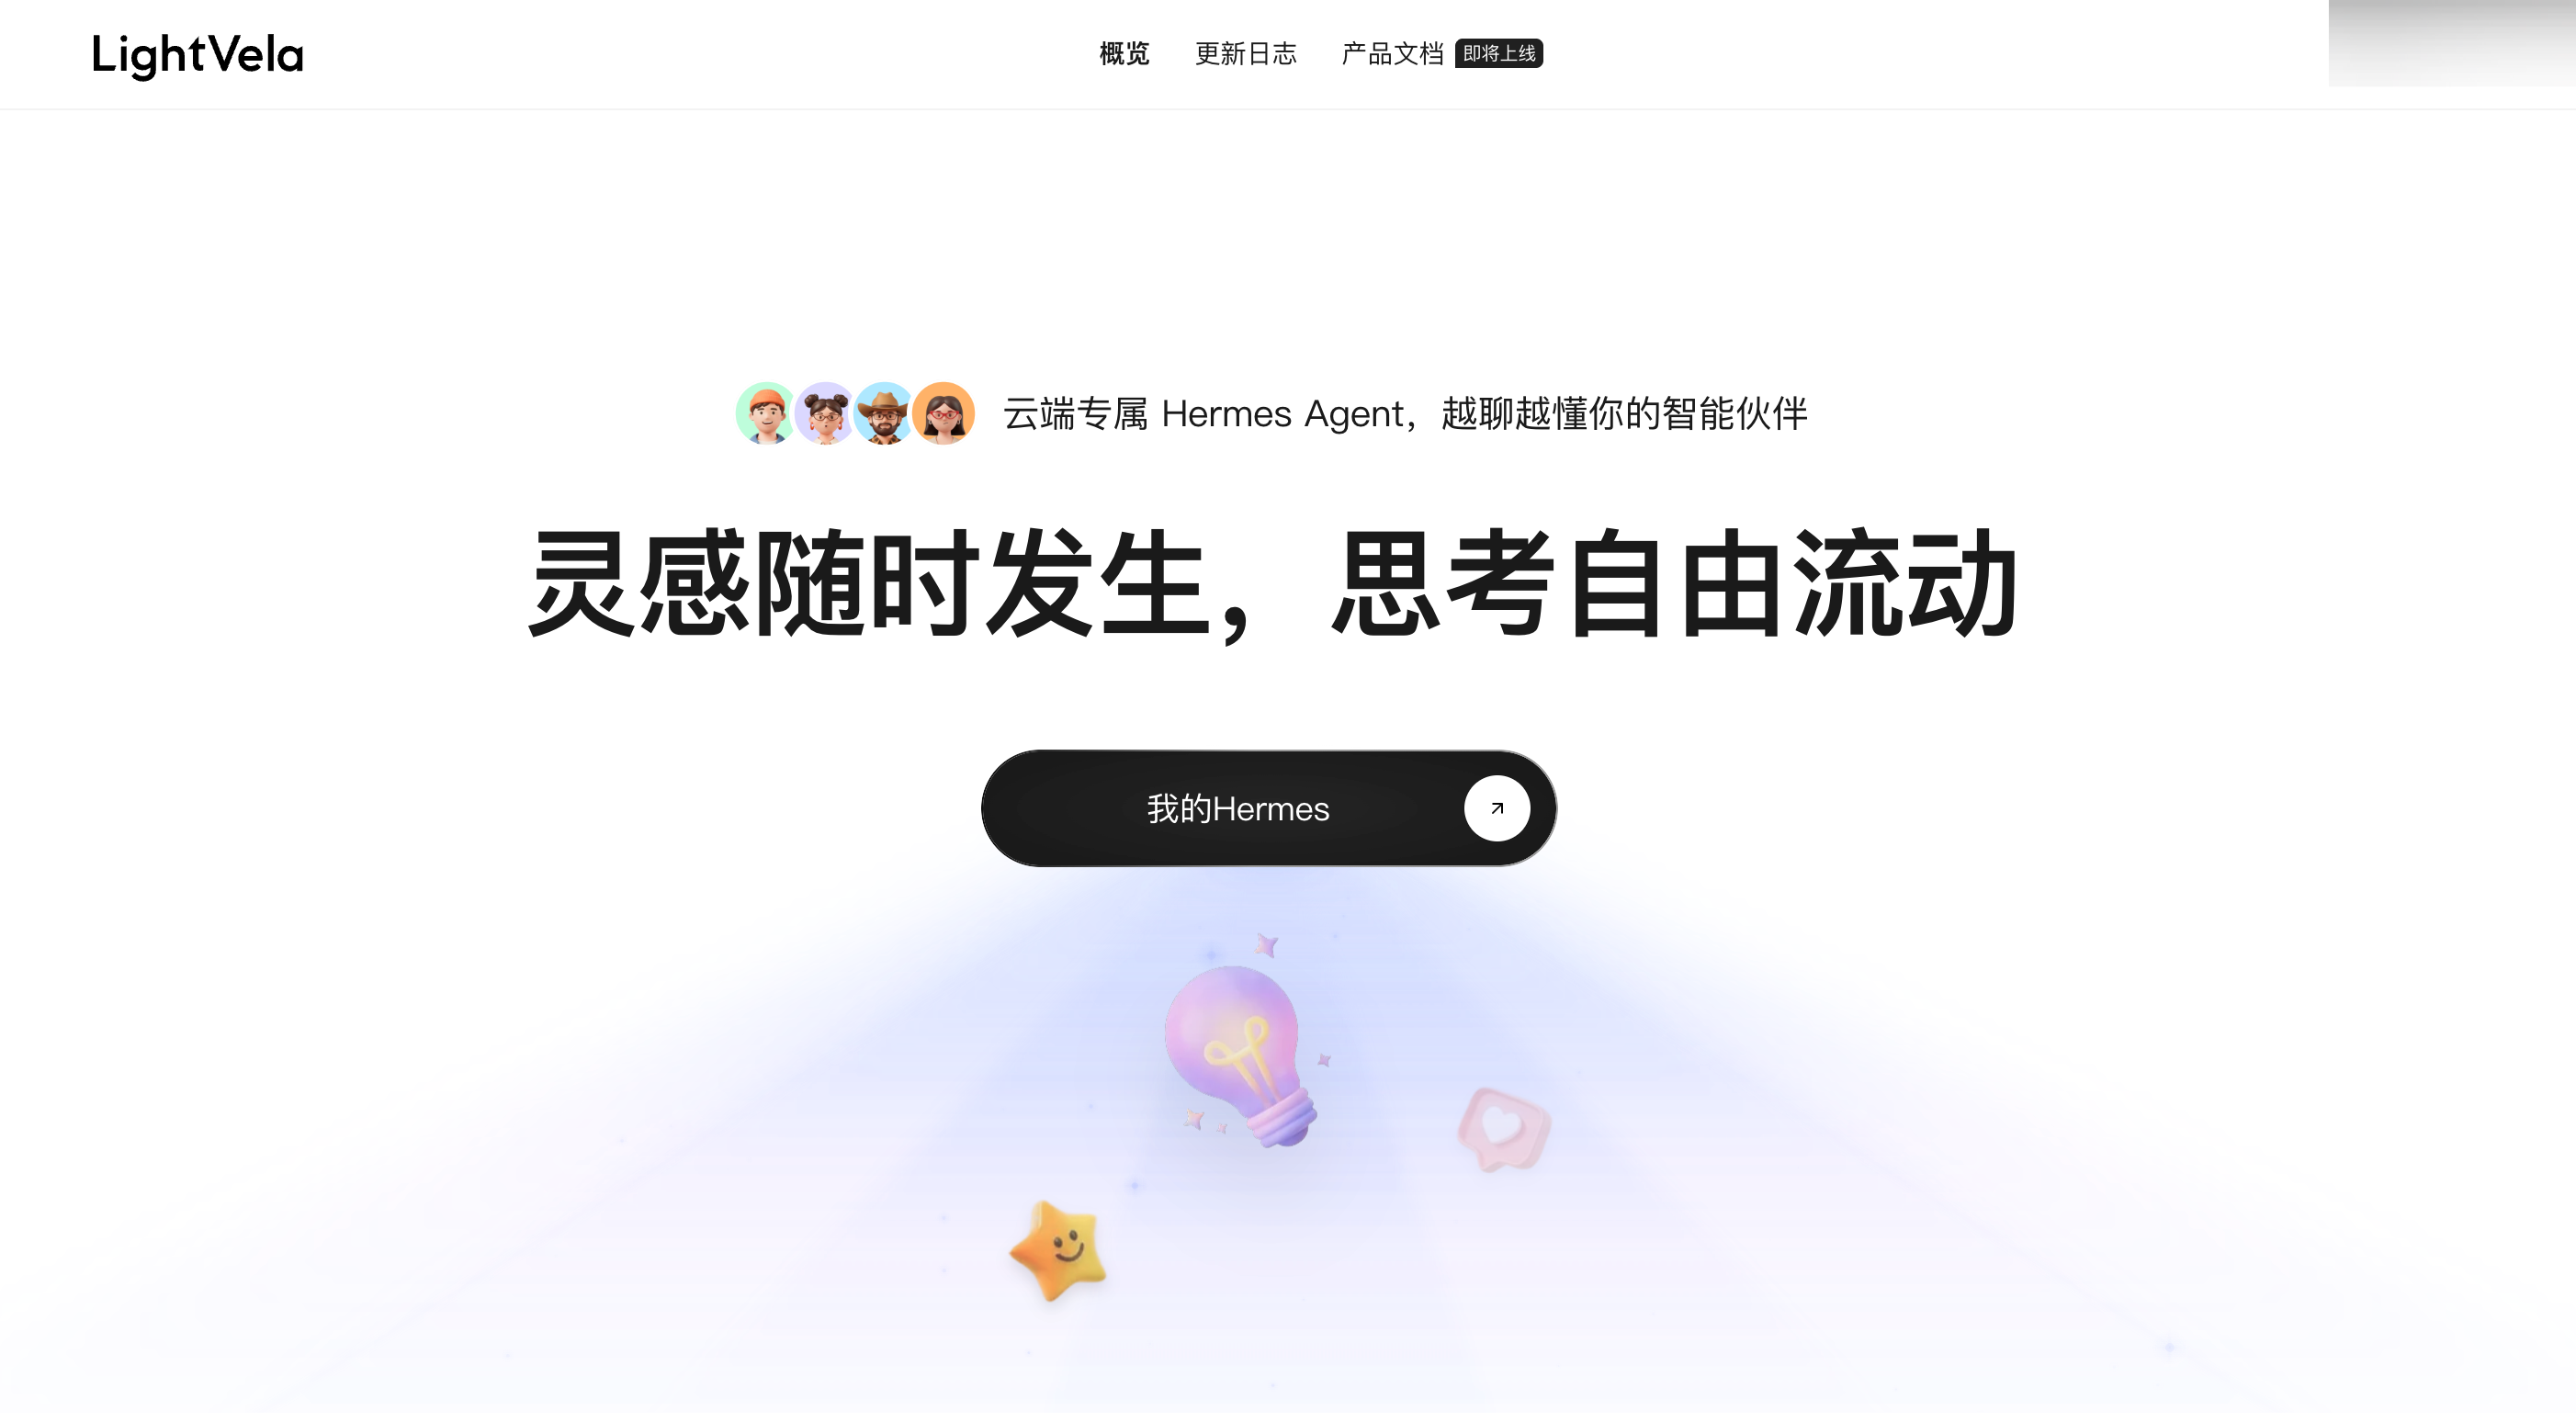 LightVela
概览 更新日志 产品文档 即将上线
云端专属 Hermes Agent，越聊越懂你的智能伙伴
灵感随时发生，思考自由流动
我的Hermes